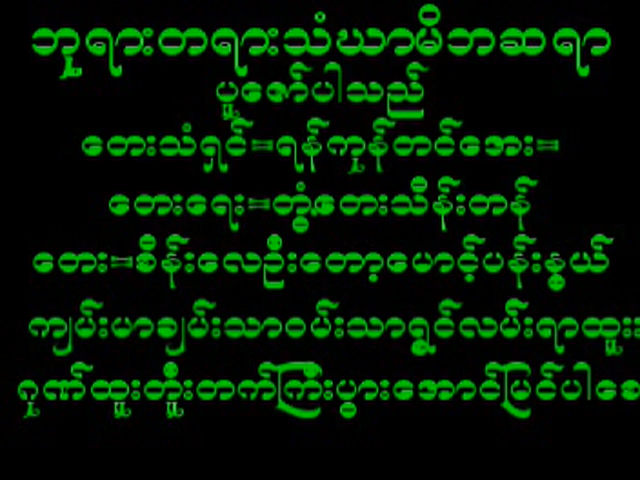 ဘုရားတရားသံဃာမိဘဆရာ
ပူဇော်ပါသည်
တေးသံရှင်=ရန်ကုန်တင်အေး=
တေးရေး=တွံ့တေးသိန်းတန်
တေး=စိန်းလေဦးတော့ဟောင့်ပန်းနွယ်
ကျမ်းမာချမ်းသာဝမ်းသာရွှင်လမ်းရာထူး
ဂုဏ်ထူးတိုးတက်ကြီးပွားအောင်မြင်ပါစေ